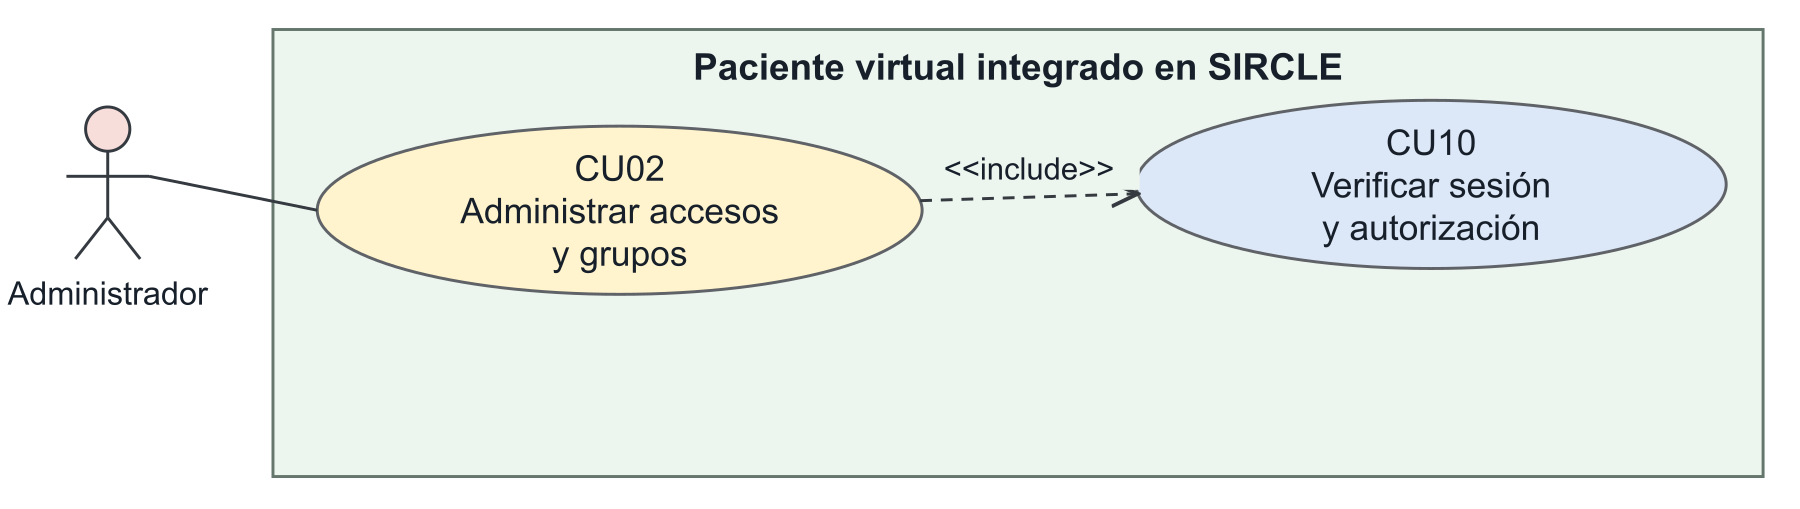 Paciente virtual integrado en SIRCLE
CU02
Administrar accesos
y grupos
<<include>>
CU10
Verificar sesión
y autorización
Administrador